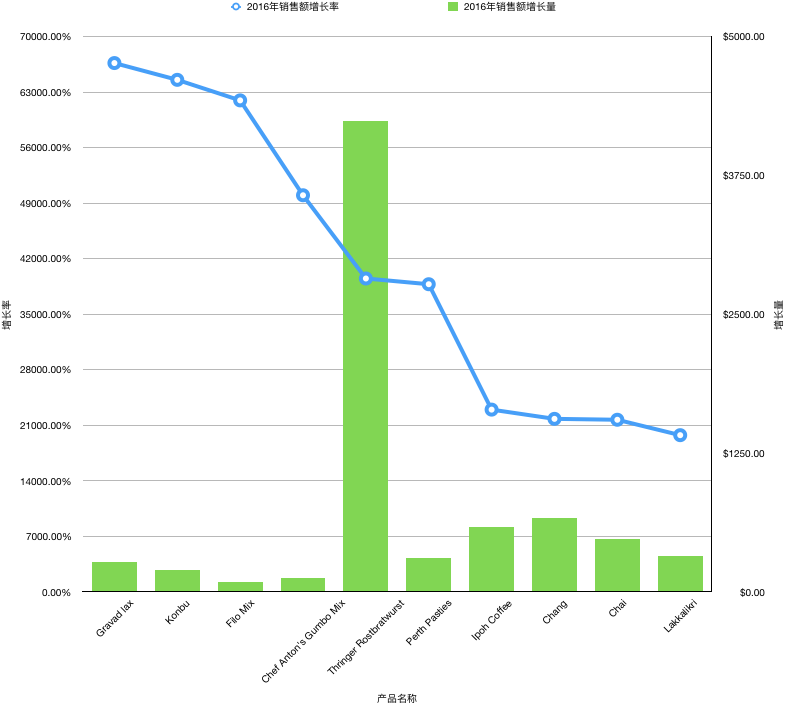 2016年销售额增长率 2016年销售额增长量
70000.00% $5000.00
63000.00%
56000.00%
$3750.00
49000.00%
42000.00%
35000.00% $2500.00
增长率 增长量
28000.00%
21000.00%
$1250.00
14000.00%
7000.00%
0.00% $0.00
Gravad lax
Konbu
Filo Mix
Chef Anton's Gumbo Mix
Thringer Rostbratwurst
Perth Pasties
Ipoh Coffee
Chang
Chai
Lakkalikri
产品名称